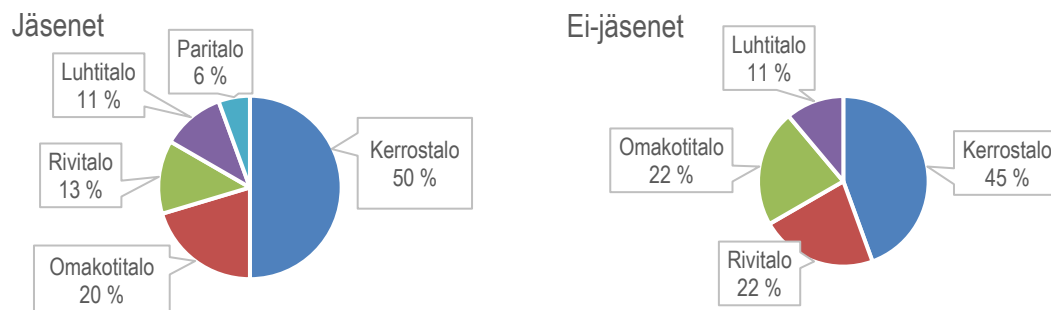 Jäsenet
Paritalo
6 %
Luhtitalo
11 %
Rivitalo
13 %
Kerrostalo
50 %
Omakotitalo
20 %
Ei-jäsenet
Luhtitalo
11 %
Omakotitalo
22 %
Kerrostalo
45 %
Rivitalo
22 %